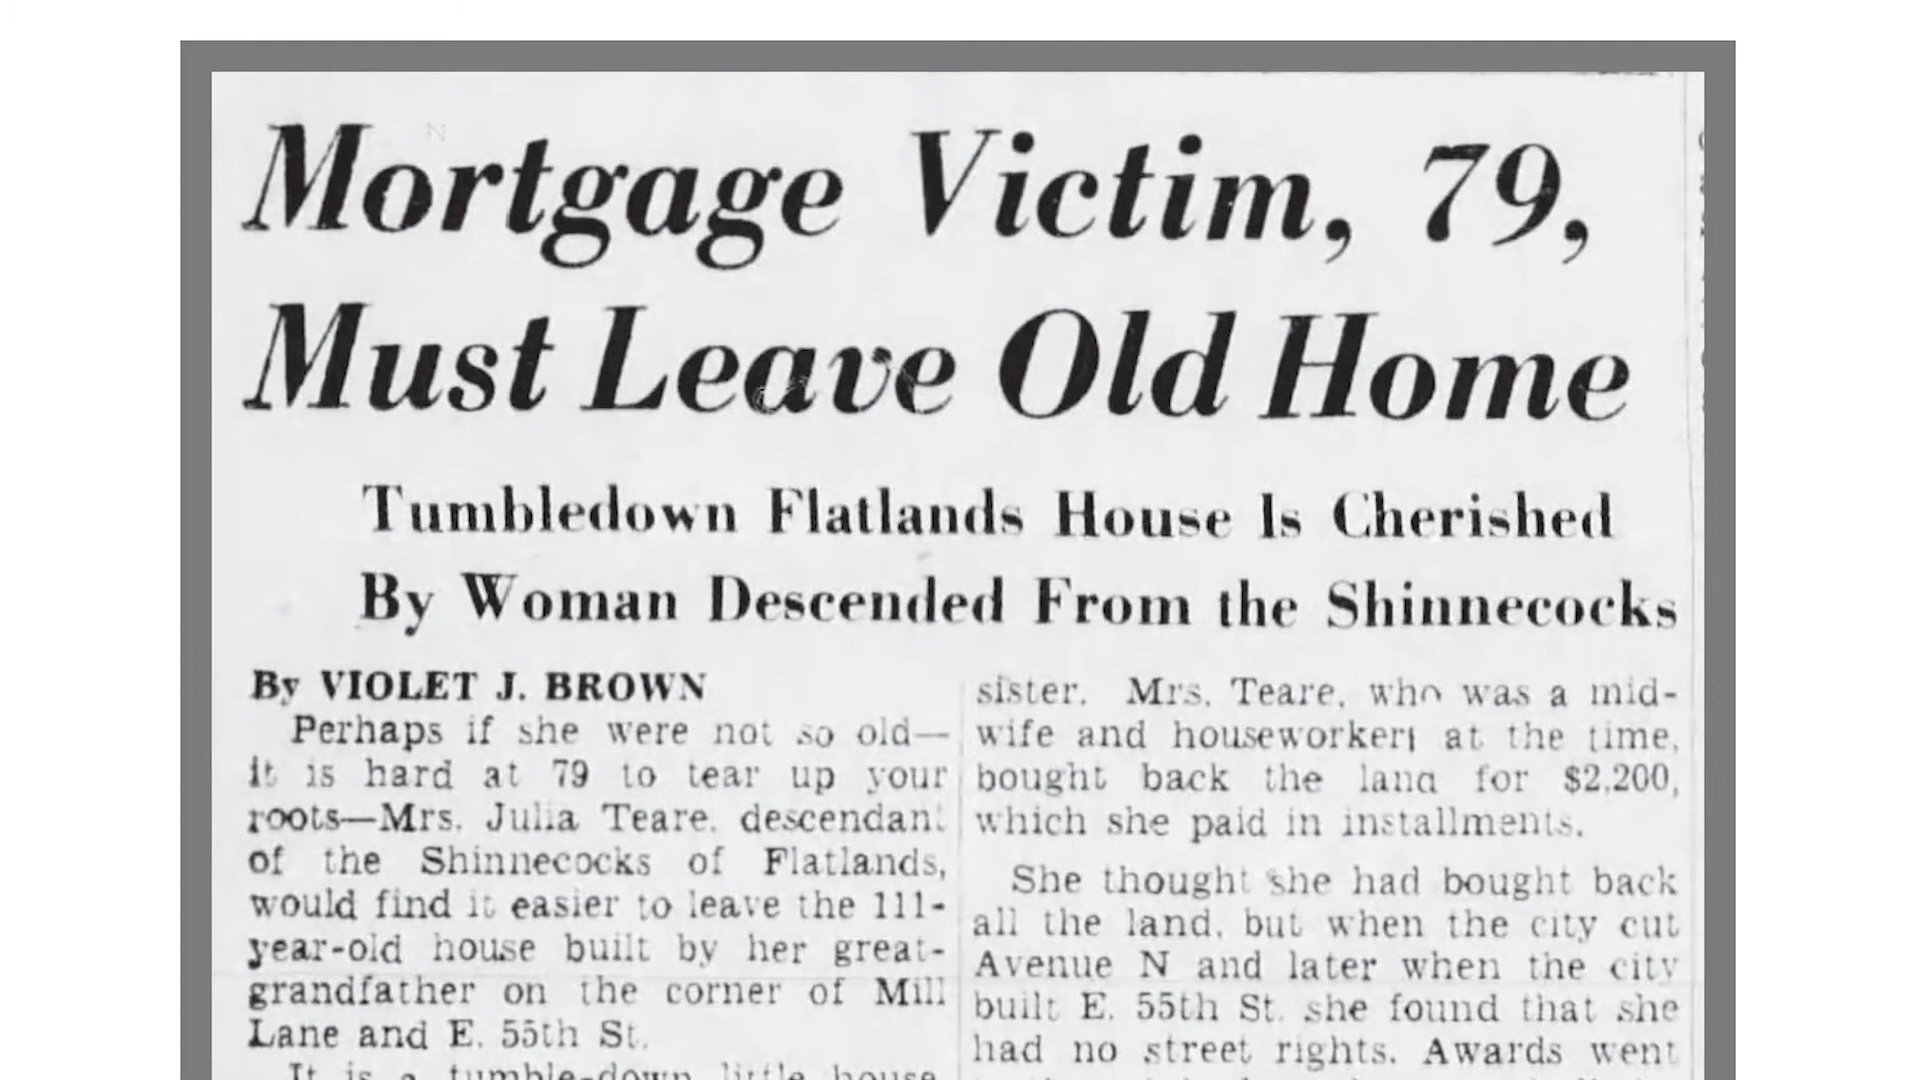 Mortgage Victim, 79,
Must Leave Old Home
Tumbledown Flatlands House Is Cherished
By Woman Descended From the Shinnecocks
By VIOLET J. BROWN
Perhaps if she were not so old—
it is hard at 79 to tear up your
roots—Mrs. Julia Teare, descendant
of the Shinnecocks of Flatlands,
would find it easier to leave the 111-
year-old house built by her great-
grandfather on the corner of Mill
Lane and E. 55th St.
It is a tumble-down little house
sister. Mrs. Teare, who was a mid-
wife and houseworker at the time,
bought back the land for $2,200,
which she paid in installments.
She thought she had bought back
all the land, but when the city cut
Avenue N and later when the city
built E. 55th St. she found that she
had no street rights. Awards went